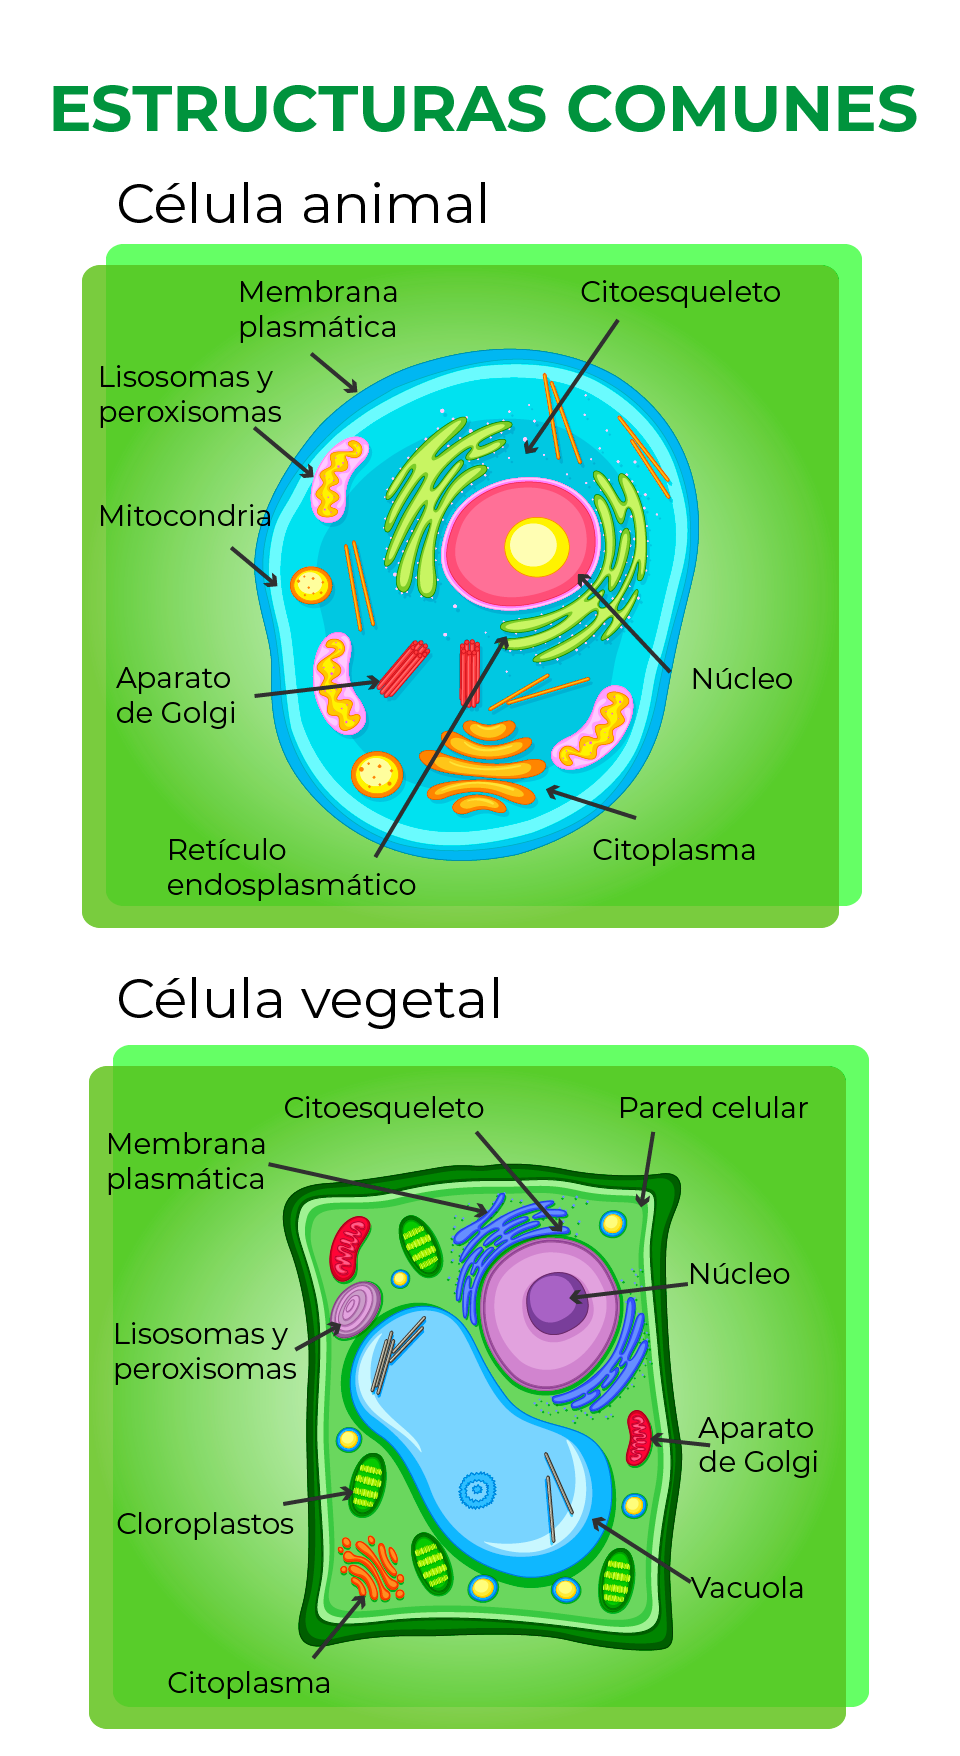 ESTRUCTURAS COMUNES
Célula animal
Membrana
plasmática
Citoesqueleto
Lisosomas y
peroxisomas
Mitocondria
Aparato
de Golgi
Núcleo
Retículo
endosplasmático
Citoplasma
Célula vegetal
Citoesqueleto
Pared celular
Membrana
plasmática
Núcleo
Lisosomas y
peroxisomas
Aparato
de Golgi
Cloroplastos
Vacuola
Citoplasma